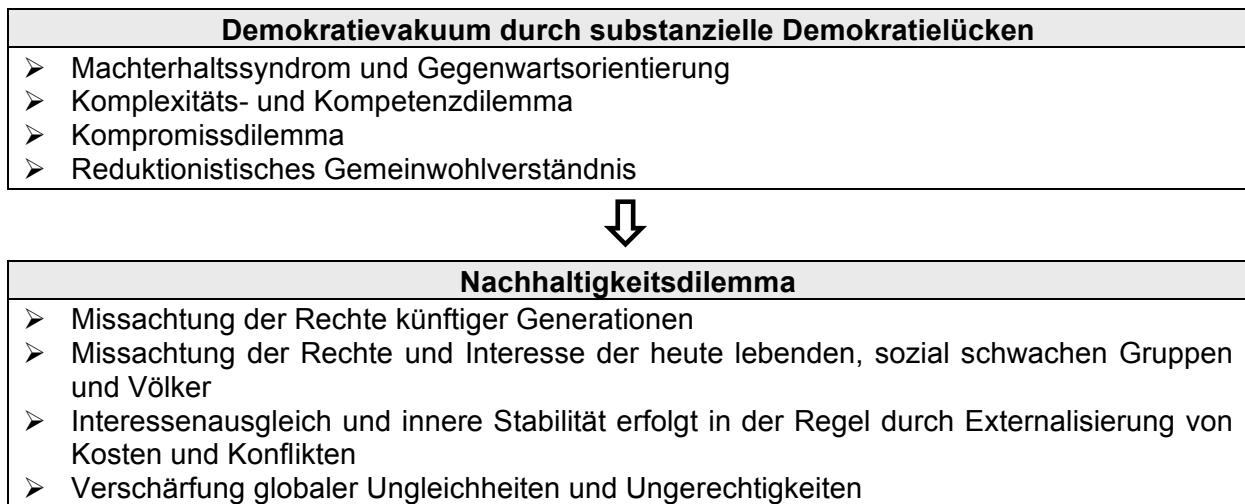 Demokratievakuum durch substanzielle Demokratielücken
➢ Machterhaltssyndrom und Gegenwartsorientierung
➢ Komplexitäts- und Kompetenzdilemma
➢ Kompromissdilemma
➢ Reduktionistisches Gemeinwohlverständnis
Nachhaltigkeitsdilemma
➢ Missachtung der Rechte künftiger Generationen
➢ Missachtung der Rechte und Interesse der heute lebenden, sozial schwachen Gruppen
und Völker
➢ Interessenausgleich und innere Stabilität erfolgt in der Regel durch Externalisierung von
Kosten und Konflikten
➢ Verschärfung globaler Ungleichheiten und Ungerechtigkeiten